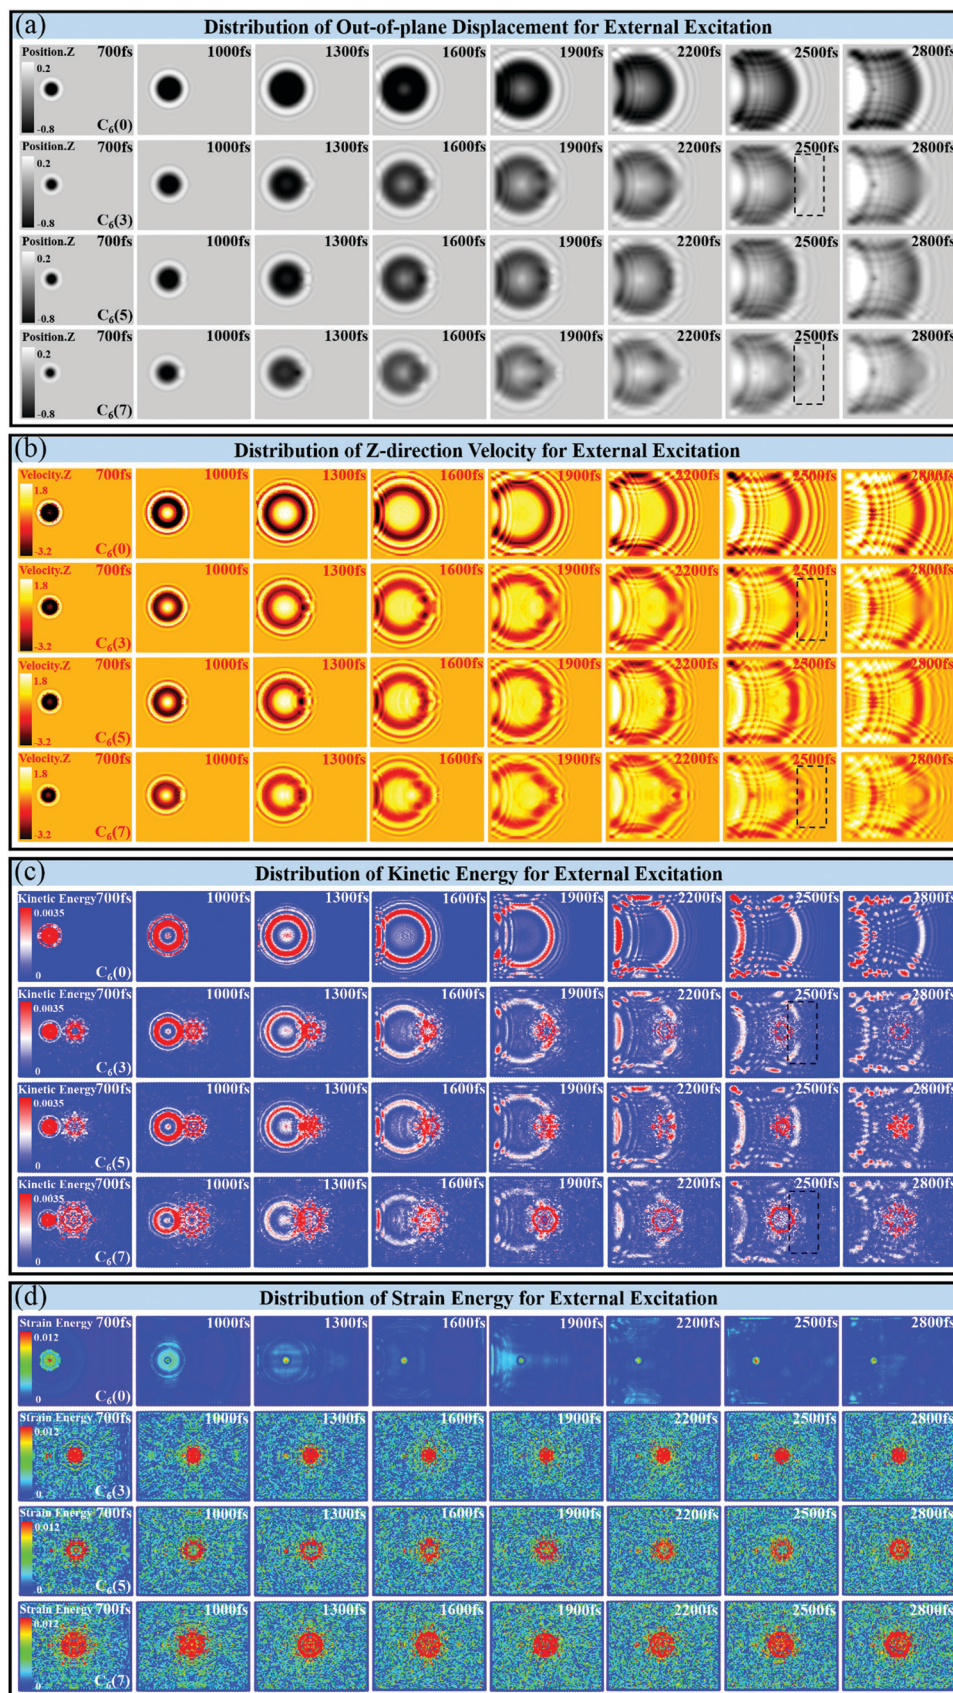 (a) Distribution of Out-of-plane Displacement for External Excitation
Position.Z 700fs 1000fs 1300fs 1600fs 1900fs 2200fs 2500fs 2800fs
0.2
-0.8
C6(0)
Position.Z 700fs 1000fs 1300fs 1600fs 1900fs 2200fs 2500fs 2800fs
0.2
-0.8
C6(3)
Position.Z 700fs 1000fs 1300fs 1600fs 1900fs 2200fs 2500fs 2800fs
0.2
-0.8
C6(5)
Position.Z 700fs 1000fs 1300fs 1600fs 1900fs 2200fs 2500fs 2800fs
0.2
-0.8
C6(7)
(b) Distribution of Z-direction Velocity for External Excitation
Velocity.Z 700fs 1000fs 1300fs 1600fs 1900fs 2200fs 2500fs 2800fs
1.8
-3.2
C6(0)
Velocity.Z 700fs 1000fs 1300fs 1600fs 1900fs 2200fs 2500fs 2800fs
1.8
-3.2
C6(3)
Velocity.Z 700fs 1000fs 1300fs 1600fs 1900fs 2200fs 2500fs 2800fs
1.8
-3.2
C6(5)
Velocity.Z 700fs 1000fs 1300fs 1600fs 1900fs 2200fs 2500fs 2800fs
1.8
-3.2
C6(7)
(c) Distribution of Kinetic Energy for External Excitation
Kinetic Energy 700fs 1000fs 1300fs 1600fs 1900fs 2200fs 2500fs 2800fs
0.0035
0
C6(0)
Kinetic Energy 700fs 1000fs 1300fs 1600fs 1900fs 2200fs 2500fs 2800fs
0.0035
0
C6(3)
Kinetic Energy 700fs 1000fs 1300fs 1600fs 1900fs 2200fs 2500fs 2800fs
0.0035
0
C6(5)
Kinetic Energy 700fs 1000fs 1300fs 1600fs 1900fs 2200fs 2500fs 2800fs
0.0035
0
C6(7)
(d) Distribution of Strain Energy for External Excitation
Strain Energy 700fs 1000fs 1300fs 1600fs 1900fs 2200fs 2500fs 2800fs
0.012
0
C6(0)
Strain Energy 700fs 1000fs 1300fs 1600fs 1900fs 2200fs 2500fs 2800fs
0.012
0
C6(3)
Strain Energy 700fs 1000fs 1300fs 1600fs 1900fs 2200fs 2500fs 2800fs
0.012
0
C6(5)
Strain Energy 700fs 1000fs 1300fs 1600fs 1900fs 2200fs 2500fs 2800fs
0.012
0
C6(7)